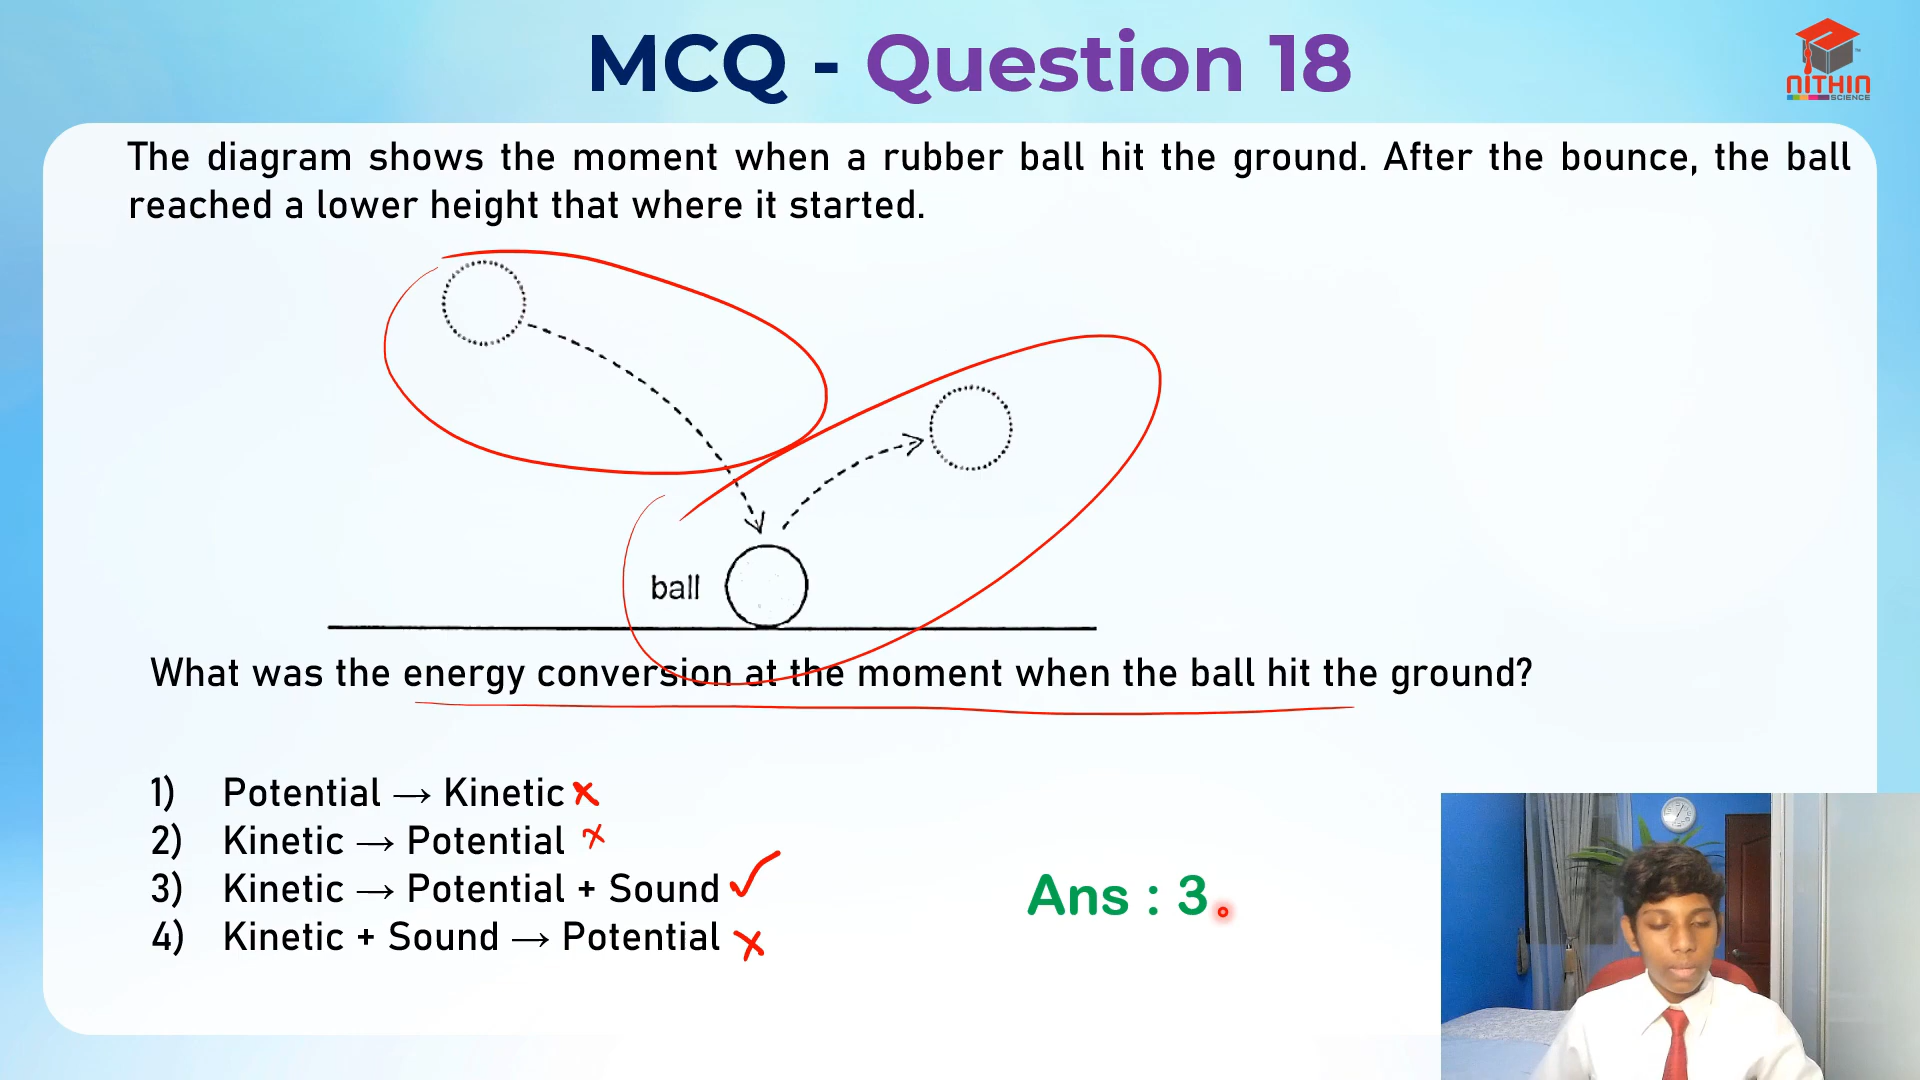 MCQ - Question 18
NITHIN
SCIENCE
The diagram shows the moment when a rubber ball hit the ground. After the bounce, the ball
reached a lower height that where it started.
ball
What was the energy conversion at the moment when the ball hit the ground?
1) Potential → Kinetic
2) Kinetic → Potential
3) Kinetic → Potential + Sound
4) Kinetic + Sound → Potential
Ans : 3